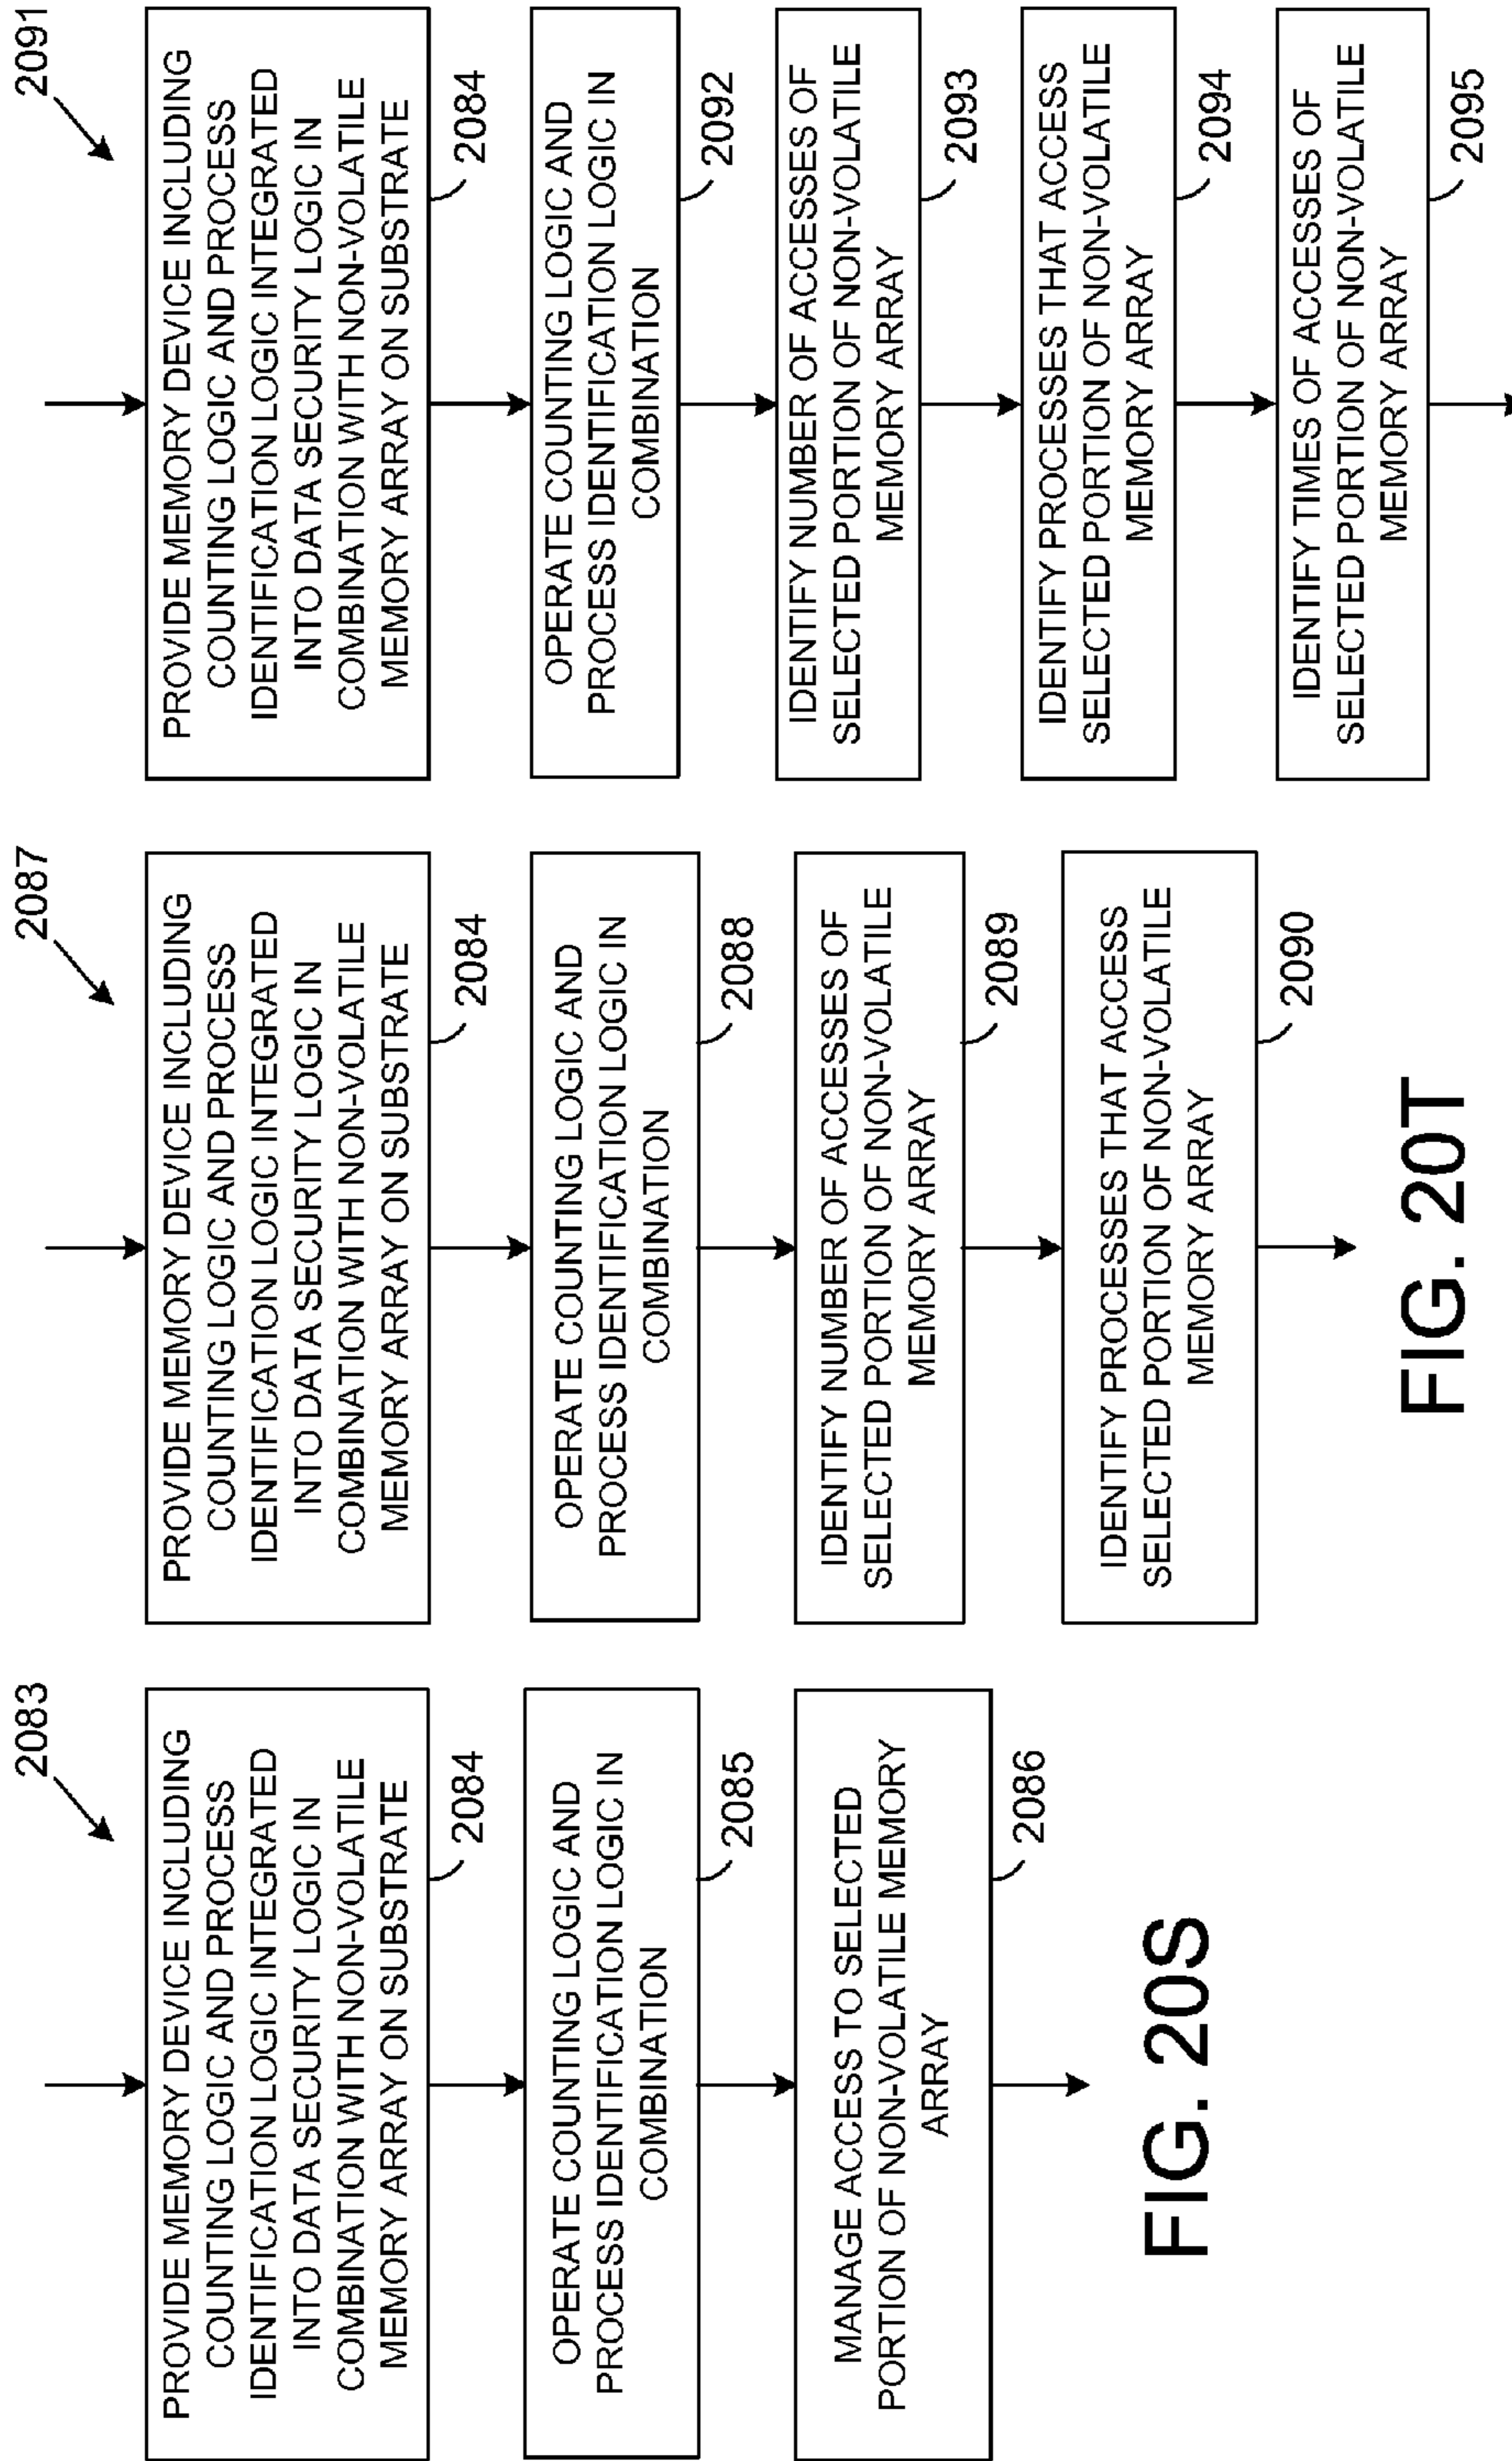 2083
PROVIDE MEMORY DEVICE INCLUDING
COUNTING LOGIC AND PROCESS
IDENTIFICATION LOGIC INTEGRATED
INTO DATA SECURITY LOGIC IN
COMBINATION WITH NON-VOLATILE
MEMORY ARRAY ON SUBSTRATE
2084
OPERATE COUNTING LOGIC AND
PROCESS IDENTIFICATION LOGIC IN
COMBINATION
2085
MANAGE ACCESS TO SELECTED
PORTION OF NON-VOLATILE MEMORY
ARRAY
2086
FIG. 20S
2087
PROVIDE MEMORY DEVICE INCLUDING
COUNTING LOGIC AND PROCESS
IDENTIFICATION LOGIC INTEGRATED
INTO DATA SECURITY LOGIC IN
COMBINATION WITH NON-VOLATILE
MEMORY ARRAY ON SUBSTRATE
2084
OPERATE COUNTING LOGIC AND
PROCESS IDENTIFICATION LOGIC IN
COMBINATION
2088
IDENTIFY NUMBER OF ACCESSES OF
SELECTED PORTION OF NON-VOLATILE
MEMORY ARRAY
2089
IDENTIFY PROCESSES THAT ACCESS
SELECTED PORTION OF NON-VOLATILE
MEMORY ARRAY
2090
FIG. 20T
2091
PROVIDE MEMORY DEVICE INCLUDING
COUNTING LOGIC AND PROCESS
IDENTIFICATION LOGIC INTEGRATED
INTO DATA SECURITY LOGIC IN
COMBINATION WITH NON-VOLATILE
MEMORY ARRAY ON SUBSTRATE
2084
OPERATE COUNTING LOGIC AND
PROCESS IDENTIFICATION LOGIC IN
COMBINATION
2092
IDENTIFY NUMBER OF ACCESSES OF
SELECTED PORTION OF NON-VOLATILE
MEMORY ARRAY
2093
IDENTIFY PROCESSES THAT ACCESS
SELECTED PORTION OF NON-VOLATILE
MEMORY ARRAY
2094
IDENTIFY TIMES OF ACCESSES OF
SELECTED PORTION OF NON-VOLATILE
MEMORY ARRAY
2095